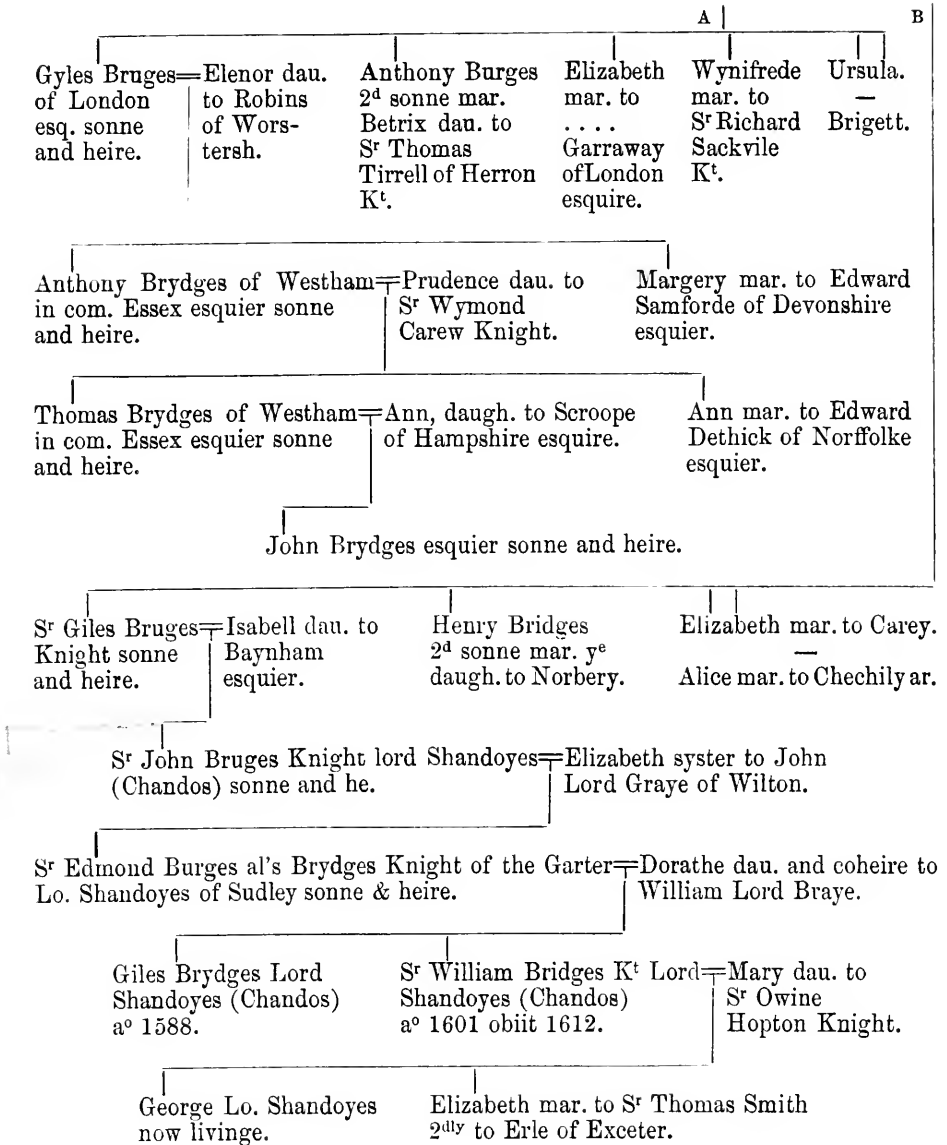 A B
Gyles Bruges=Elenor dau.
of London to Robins
esq. sonne of Wors-
and heire. tersh.
Anthony Burges
2d sonne mar.
Betrix dau. to
Sr Thomas
Tirrell of Herron
Kt.
Elizabeth
mar. to
. . . .
Garraway
of London
esquire.
Wynifrede
mar. to
Sr Richard
Sackvile
Kt.
Ursula.
—
Brigett.
Anthony Brydges of Westham=Prudence dau. to
in com. Essex esquier sonne Sr Wymond
and heire. Carew Knight.
Margery mar. to Edward
Samforde of Devonshire
esquier.
Thomas Brydges of Westham=Ann, daugh. to Scroope
in com. Essex esquier sonne of Hampshire esquire.
and heire.
Ann mar. to Edward
Dethick of Norffolke
esquier.
John Brydges esquier sonne and heire.
Sr Giles Bruges=Isabell dau. to
Knight sonne Baynham
and heire. esquier.
Henry Bridges
2d sonne mar. ye
daugh. to Norbery.
Elizabeth mar. to Carey.
—
Alice mar. to Chechily ar.
Sr John Bruges Knight lord Shandoyes=Elizabeth syster to John
(Chandos) sonne and he. Lord Graye of Wilton.
Sr Edmond Burges al's Brydges Knight of the Garter=Dorathe dau. and coheire to
Lo. Shandoyes of Sudley sonne & heire. William Lord Braye.
Giles Brydges Lord
Shandoyes (Chandos)
ao 1588.
Sr William Bridges Kt Lord=Mary dau. to
Shandoyes (Chandos) Sr Owine
ao 1601 obiit 1612. Hopton Knight.
George Lo. Shandoyes
now livinge.
Elizabeth mar. to Sr Thomas Smith
2dly to Erle of Exceter.